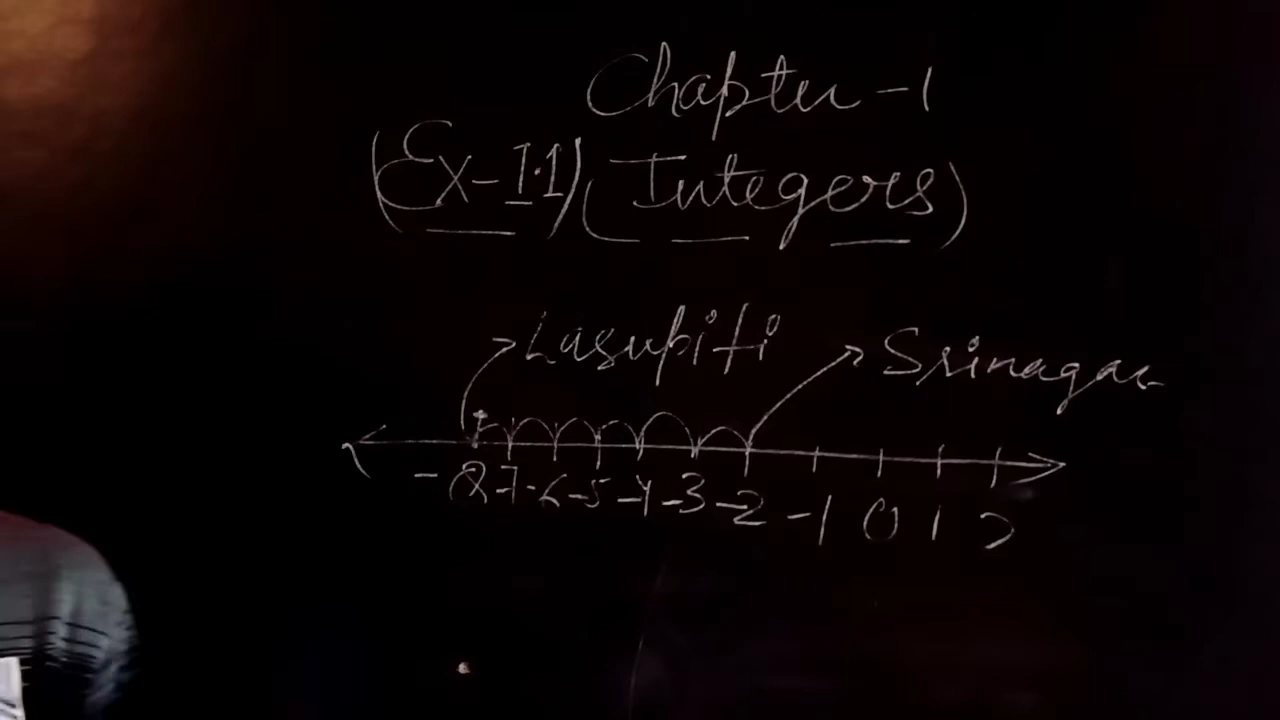 Chapter - 1
(Ex - 1.1) (Integers)
Lasupiti Srinagar
-8 -7 -6 -5 -4 -3 -2 -1 0 1 2